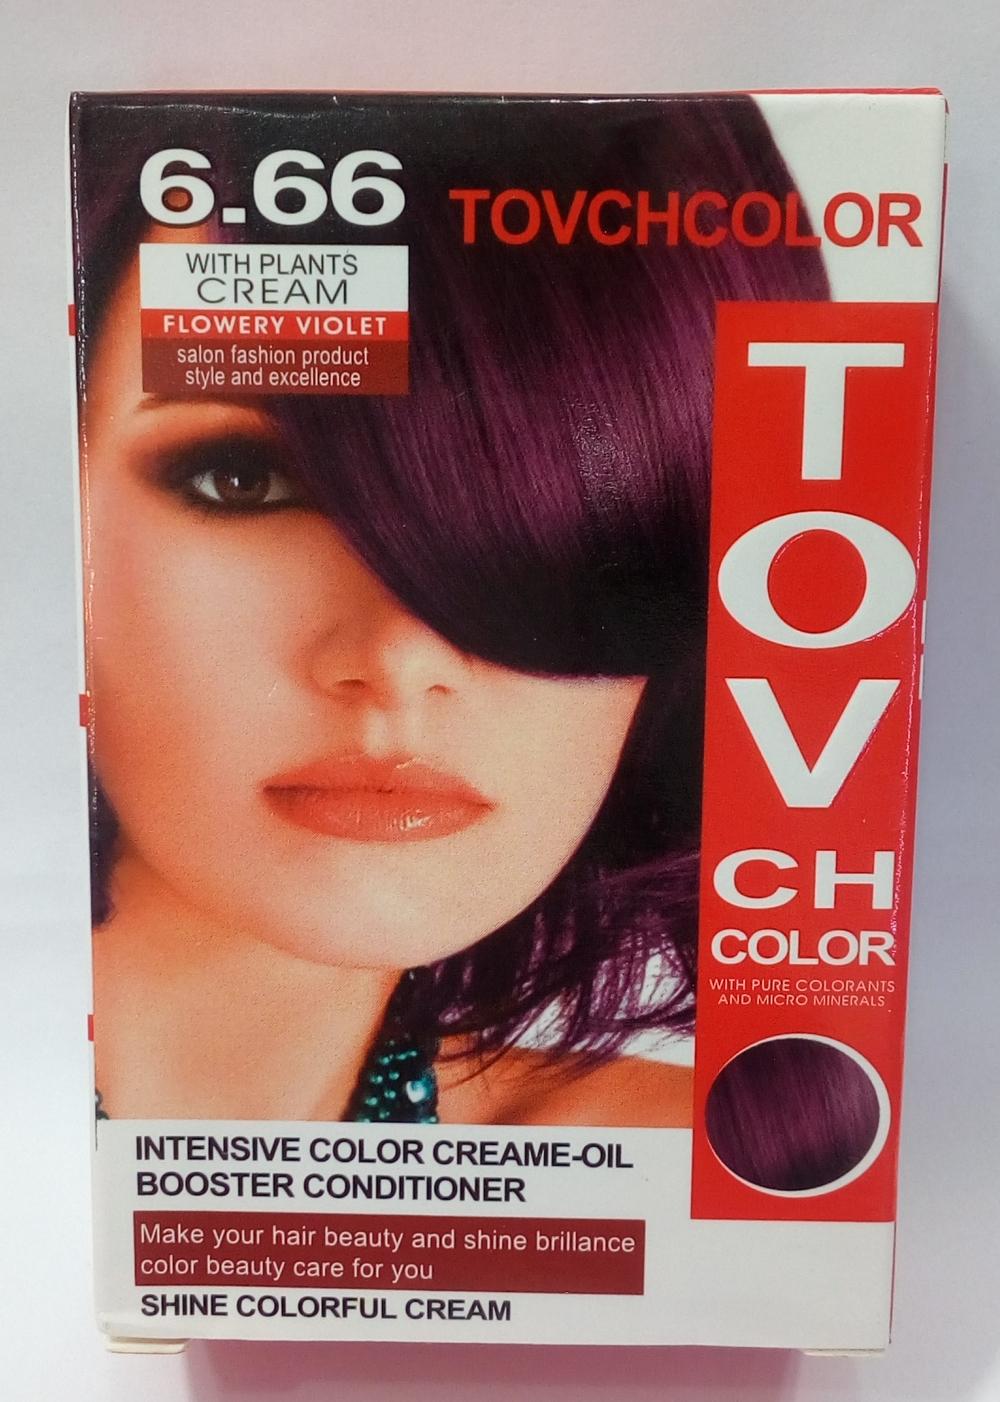 6.66
WITH PLANTS
CREAM
FLOWERY VIOLET
salon fashion product
style and excellence
TOVCHCOLOR
T
O
V
CH
COLOR
WITH PURE COLORANTS
AND MICRO MINERALS
INTENSIVE COLOR CREAME-OIL
BOOSTER CONDITIONER
Make your hair beauty and shine brillance
color beauty care for you
SHINE COLORFUL CREAM